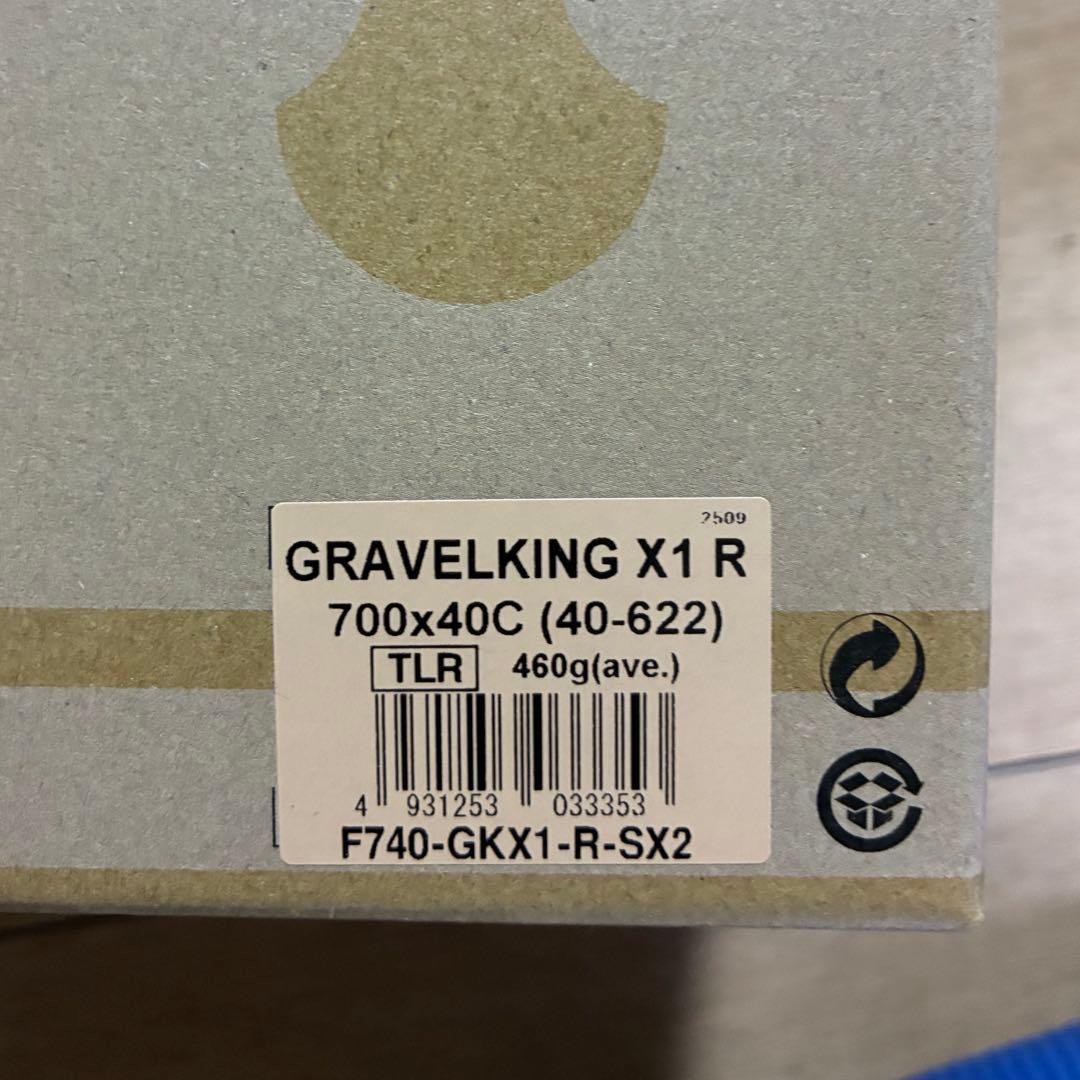 2509
GRAVELKING X1 R
700x40C (40-622)
TLR 460g(ave.)
4 931253 033353
F740-GKX1-R-SX2